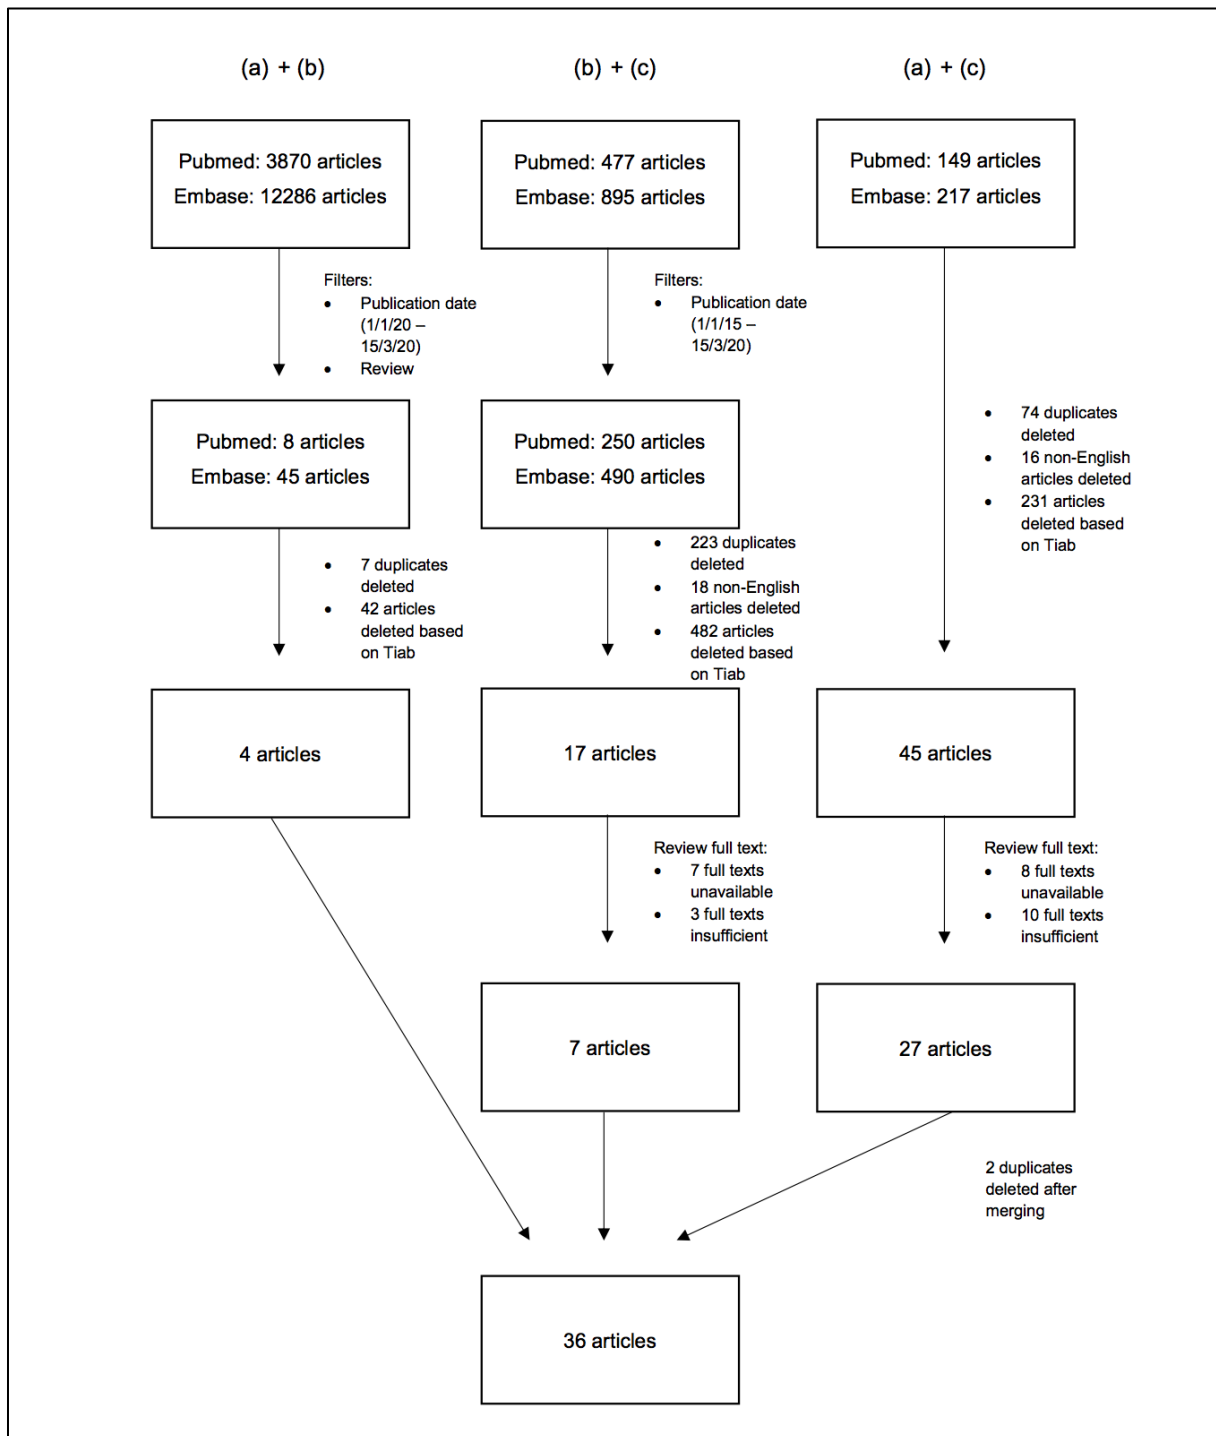 (a) + (b)
(b) + (c)
(a) + (c)
Pubmed: 3870 articles
Embase: 12286 articles
Pubmed: 477 articles
Embase: 895 articles
Pubmed: 149 articles
Embase: 217 articles
Filters:
• Publication date
(1/1/20 –
15/3/20)
• Review
Filters:
• Publication date
(1/1/15 –
15/3/20)
Pubmed: 8 articles
Embase: 45 articles
Pubmed: 250 articles
Embase: 490 articles
• 74 duplicates
deleted
• 16 non-English
articles deleted
• 231 articles
deleted based
on Tiab
• 7 duplicates
deleted
• 42 articles
deleted based
on Tiab
• 223 duplicates
deleted
• 18 non-English
articles deleted
• 482 articles
deleted based
on Tiab
4 articles
17 articles
45 articles
Review full text:
• 7 full texts
unavailable
• 3 full texts
insufficient
Review full text:
• 8 full texts
unavailable
• 10 full texts
insufficient
7 articles
27 articles
2 duplicates
deleted after
merging
36 articles